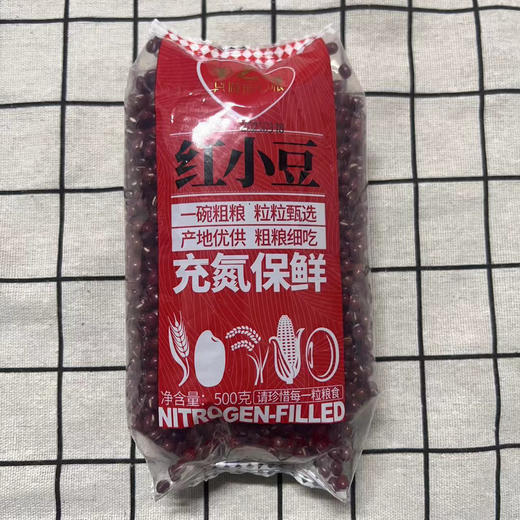 红小豆
一碗粗粮 粒粒甄选
产地优供 粗粮细吃
充氮保鲜
净含量：500克 请珍惜每一粒粮食
NITROGEN-FILLED